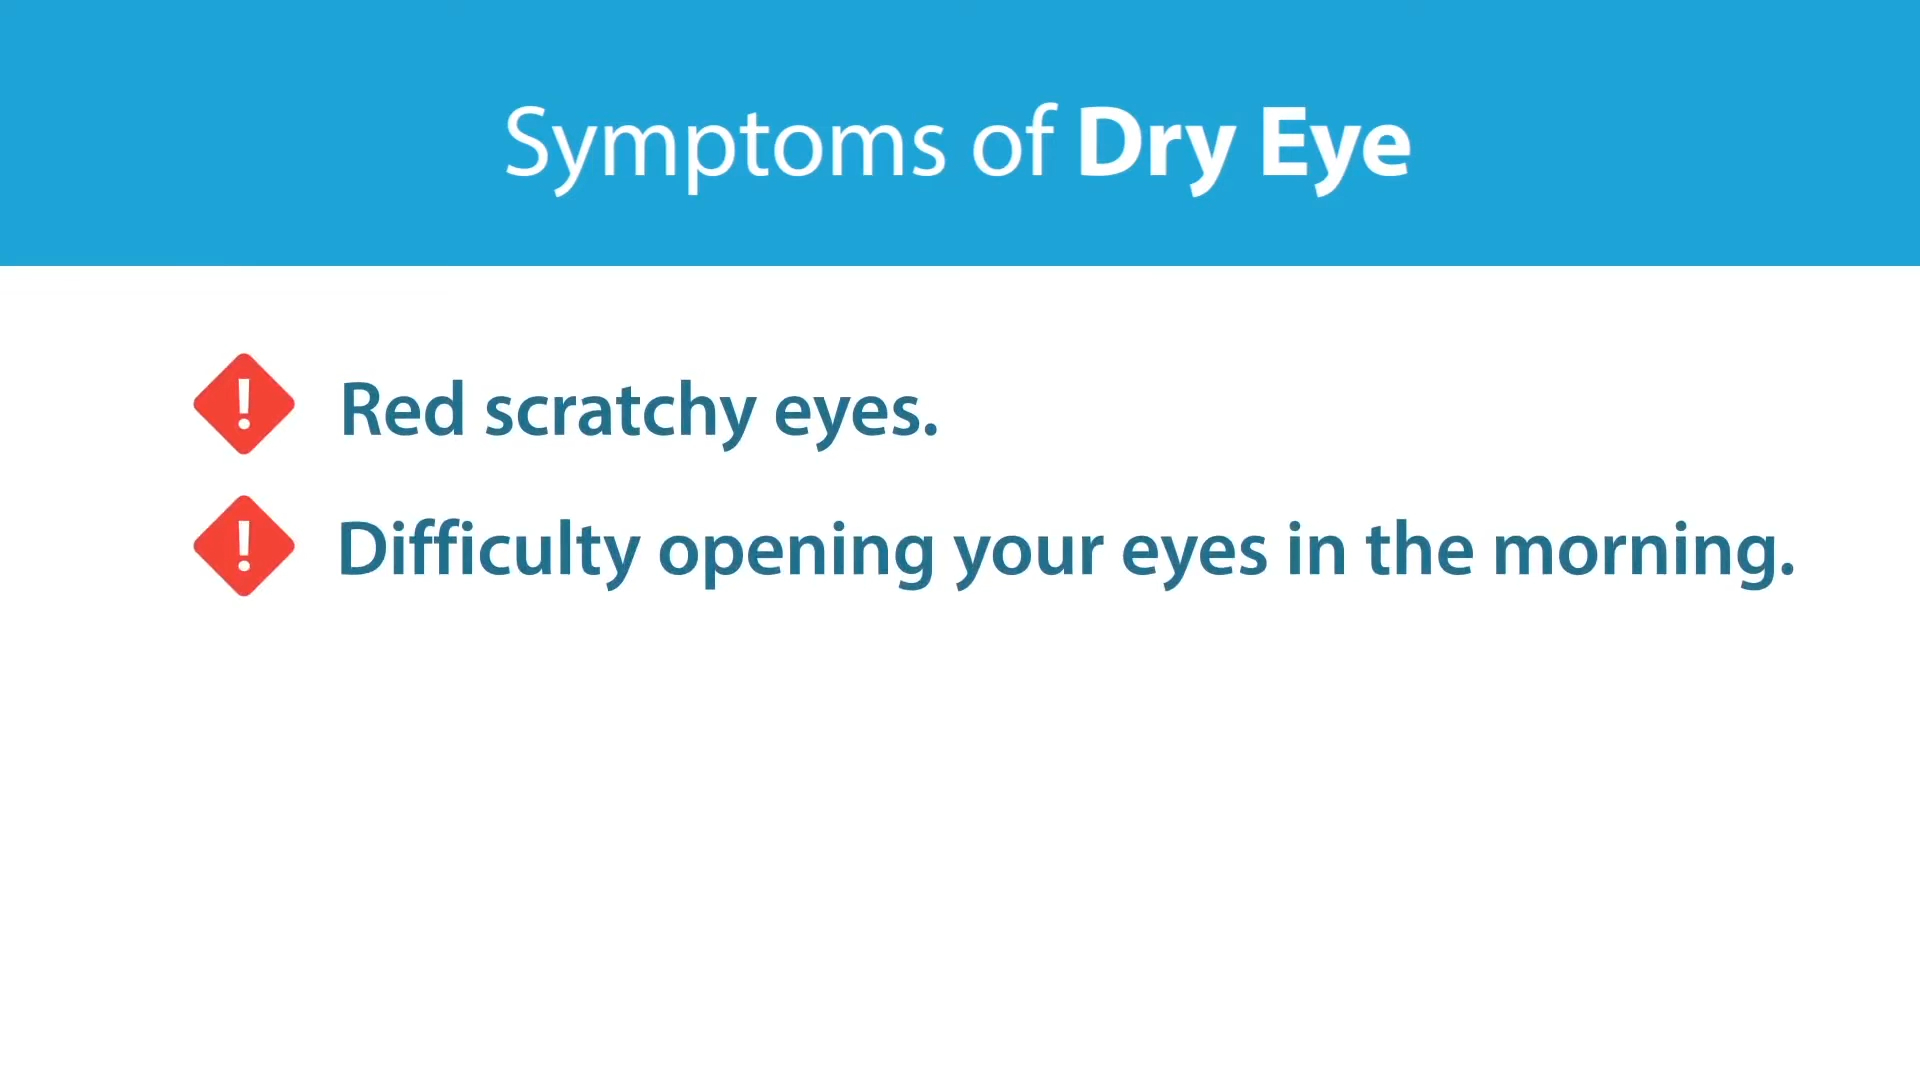 Symptoms of Dry Eye
Red scratchy eyes.
Difficulty opening your eyes in the morning.